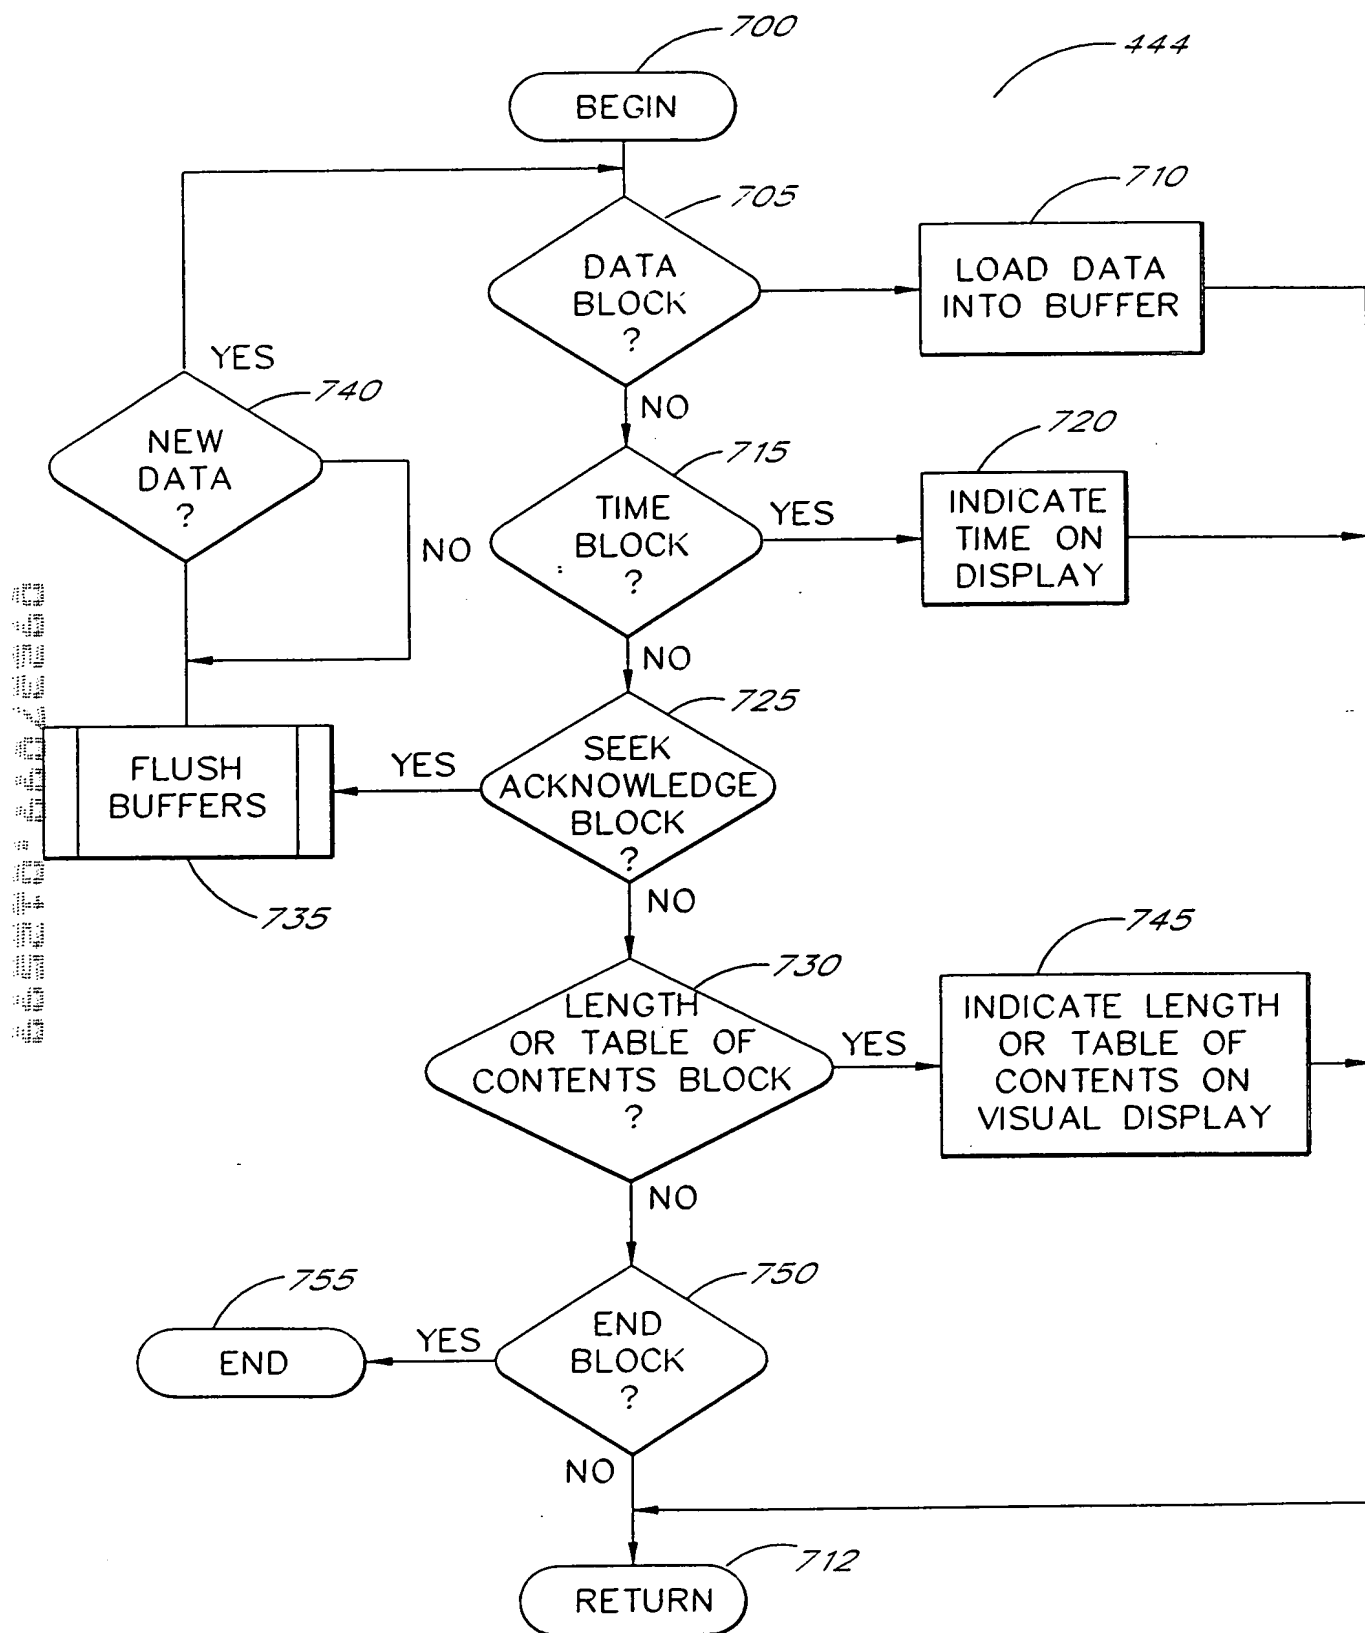 700
444
BEGIN
705
710
DATA
BLOCK
?
LOAD DATA
INTO BUFFER
YES
740
NO
NEW
DATA
?
715
720
TIME
BLOCK
?
YES
INDICATE
TIME ON
DISPLAY
NO
NO
725
SEEK
ACKNOWLEDGE
BLOCK
?
YES
FLUSH
BUFFERS
735
NO
730
745
LENGTH
OR TABLE OF
CONTENTS BLOCK
?
YES
INDICATE LENGTH
OR TABLE OF
CONTENTS ON
VISUAL DISPLAY
NO
755
750
END
YES
END
BLOCK
?
NO
712
RETURN